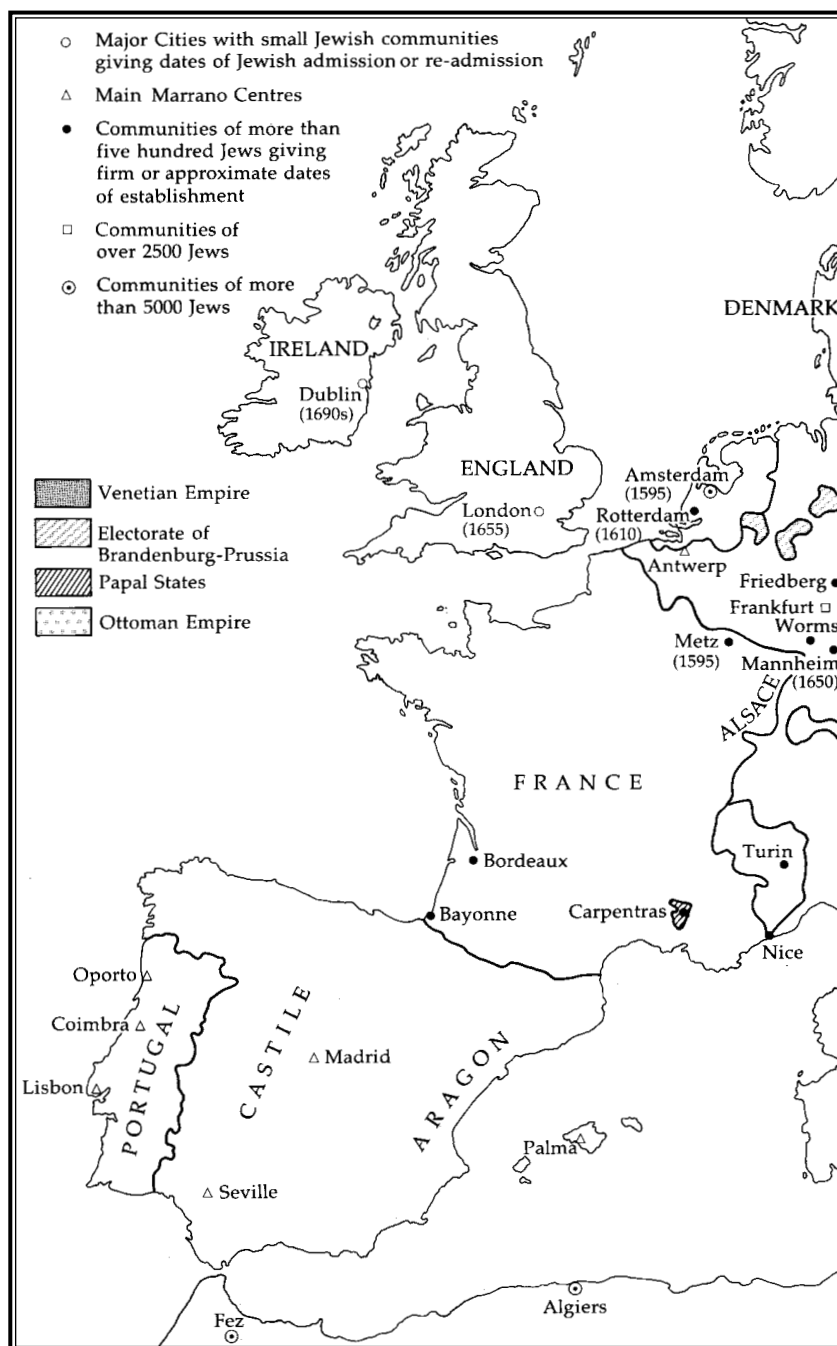 Major Cities with small Jewish communities
giving dates of Jewish admission or re-admission
Main Marrano Centres
Communities of more than
five hundred Jews giving
firm or approximate dates
of establishment
Communities of
over 2500 Jews
Communities of more
than 5000 Jews
DENMARK
IRELAND
Dublin
(1690s)
ENGLAND
Amsterdam
(1595)
Venetian Empire
London
(1655)
Rotterdam
(1610)
Electorate of
Brandenburg-Prussia
Antwerp
Papal States
Friedberg
Frankfurt
Ottoman Empire
Worms
Metz
(1595)
Mannheim
(1650)
ALSACE
FRANCE
Turin
Bordeaux
Bayonne
Carpentras
Nice
Oporto
Coimbra
PORTUGAL
CASTILE
Madrid
ARAGON
Lisbon
Palma
Seville
Algiers
Fez